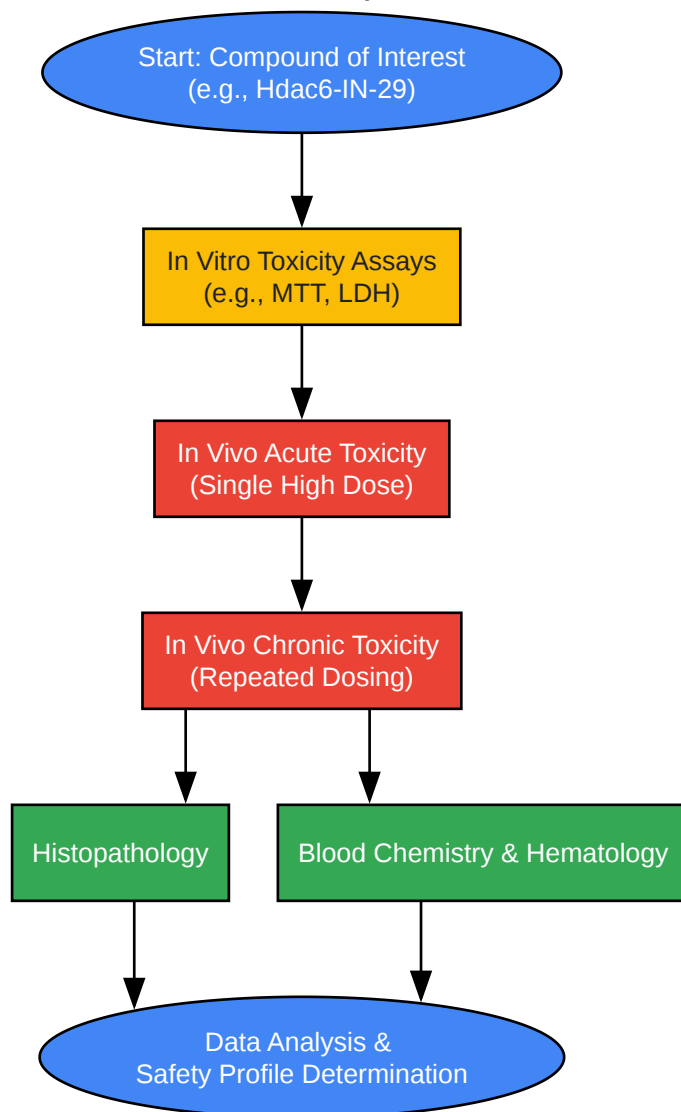 Start: Compound of Interest
(e.g., Hdac6-IN-29)
In Vitro Toxicity Assays
(e.g., MTT, LDH)
In Vivo Acute Toxicity
(Single High Dose)
In Vivo Chronic Toxicity
(Repeated Dosing)
Histopathology
Blood Chemistry & Hematology
Data Analysis &
Safety Profile Determination